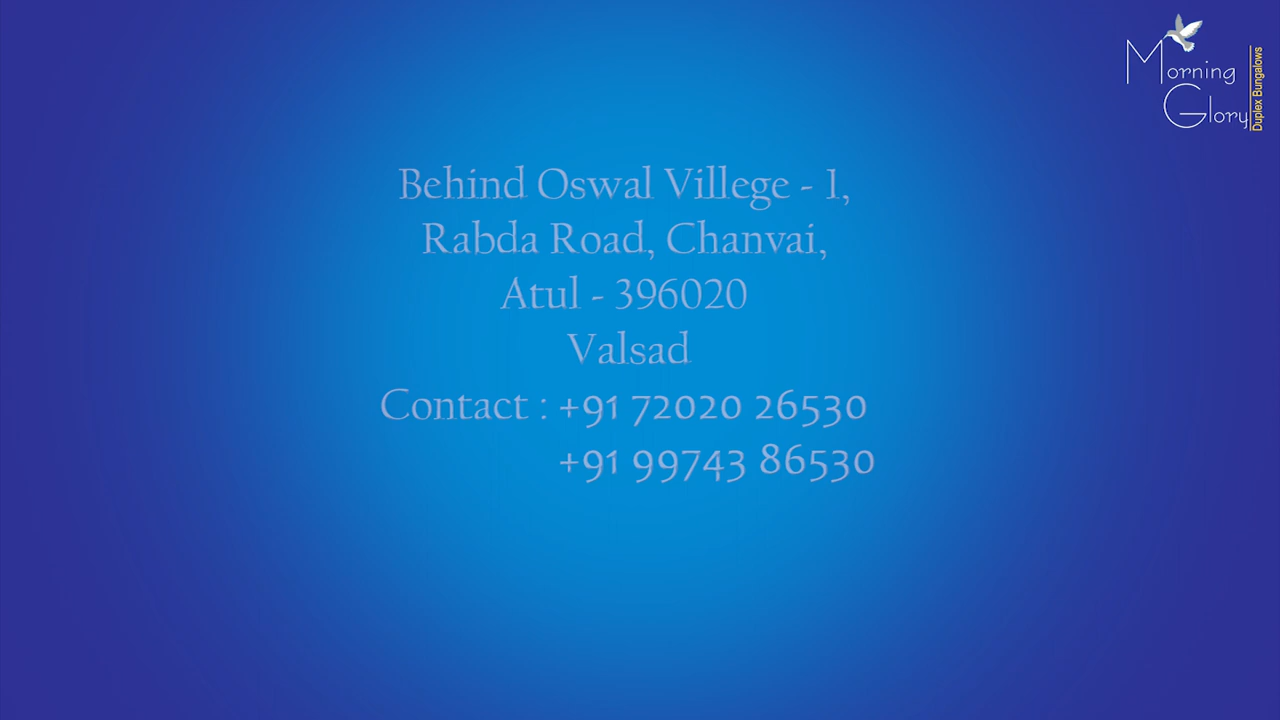 Morning
Glory
Duplex Bungalows
Behind Oswal Villege - 1,
Rabda Road, Chanvai,
Atul - 396020
Valsad
Contact : +91 72020 26530
+91 99743 86530